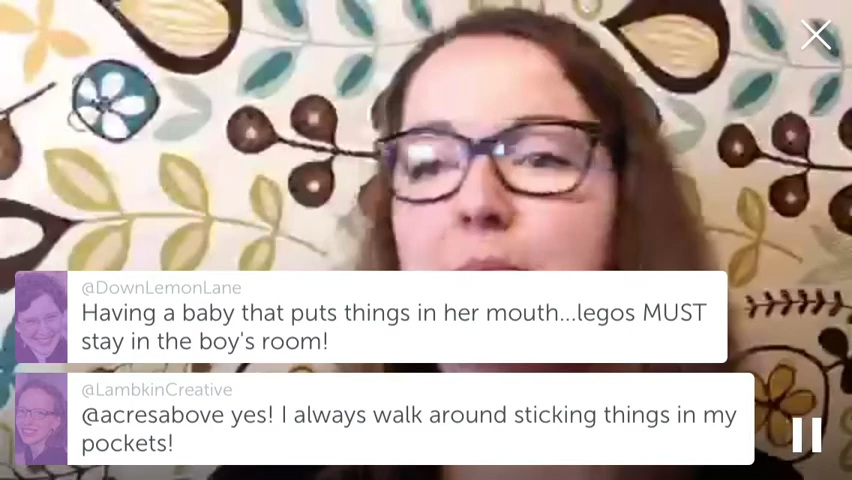 @DownLemonLane
Having a baby that puts things in her mouth...legos MUST
stay in the boy's room!
@LambkinCreative
@acresabove yes! I always walk around sticking things in my
pockets!